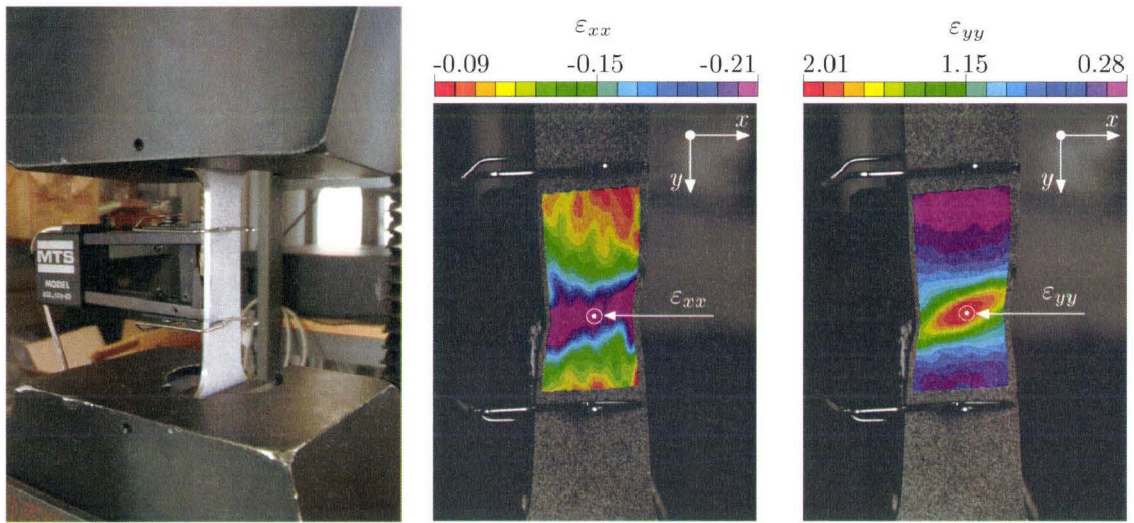 MTS
MODEL
ε_xx
-0.09 -0.15 -0.21
x
y
ε_xx
ε_yy
2.01 1.15 0.28
x
y
ε_yy